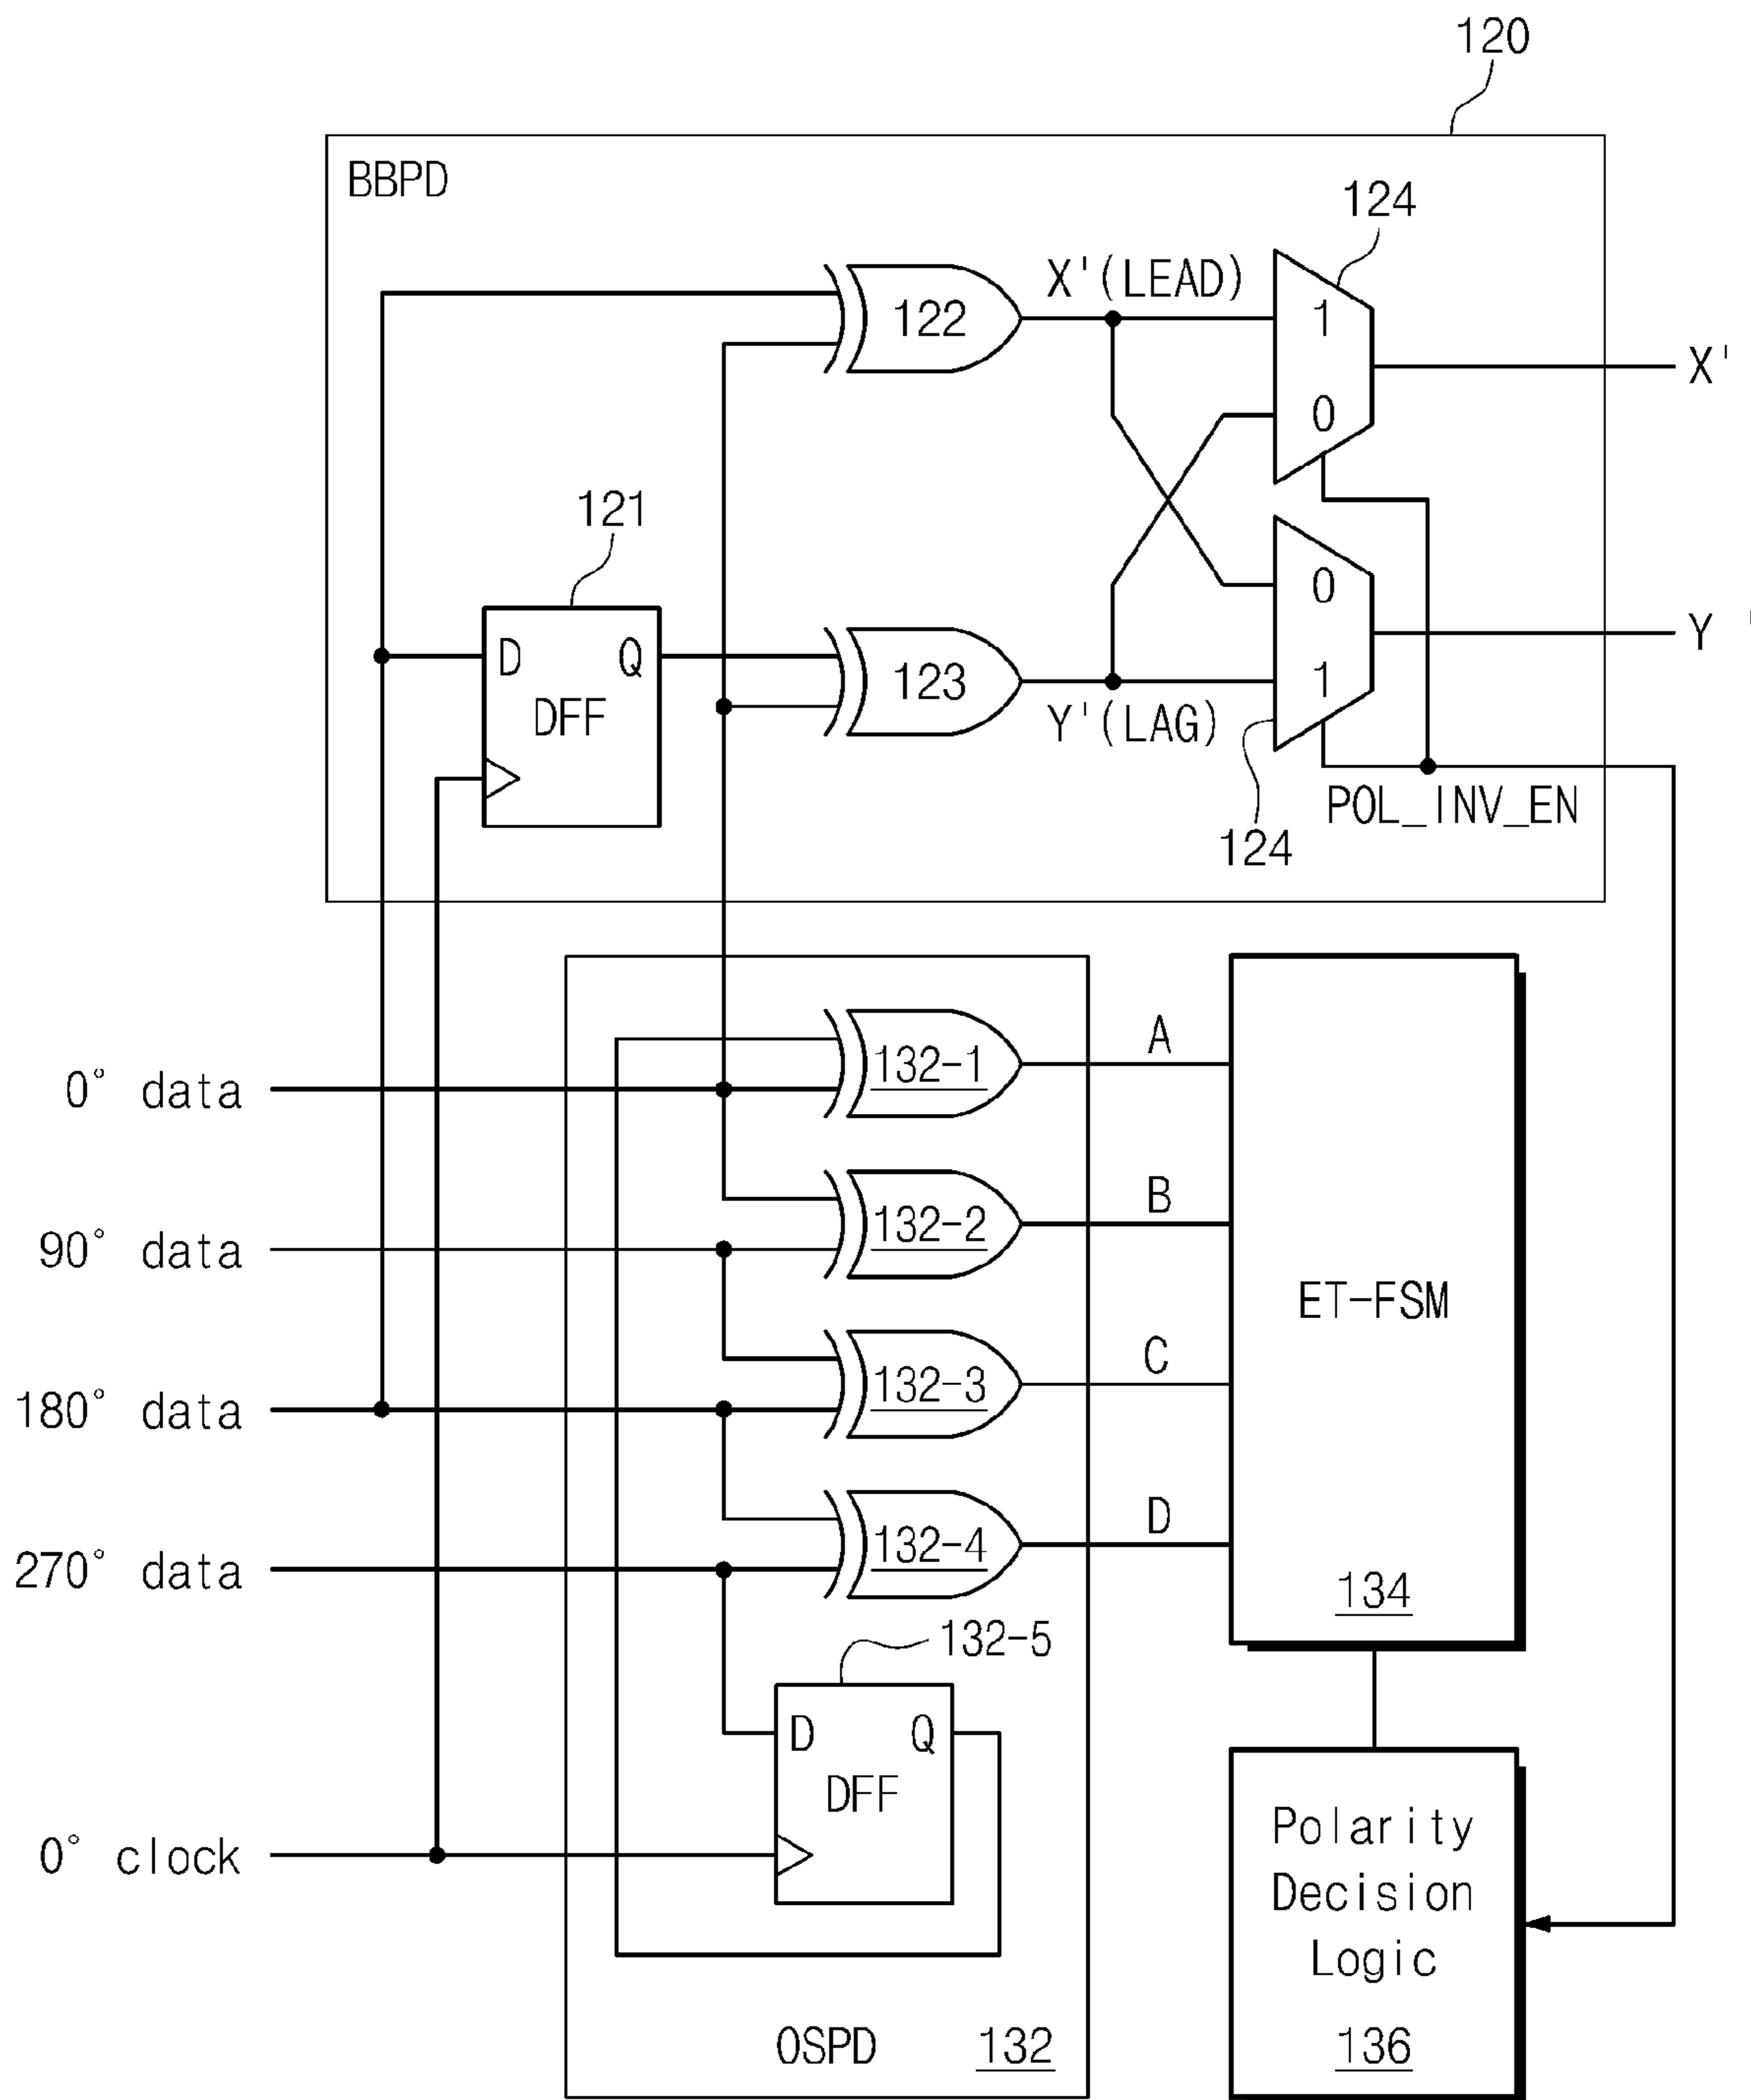 120
BBPD
124
122
X'(LEAD)
1
0
X'
121
D Q
DFF
123
Y'(LAG)
0
1
Y '
POL_INV_EN
124
0° data
132-1
A
90° data
132-2
B
ET-FSM
180° data
132-3
C
270° data
132-4
D
134
132-5
D Q
DFF
0° clock
Polarity
Decision
Logic
136
OSPD 132